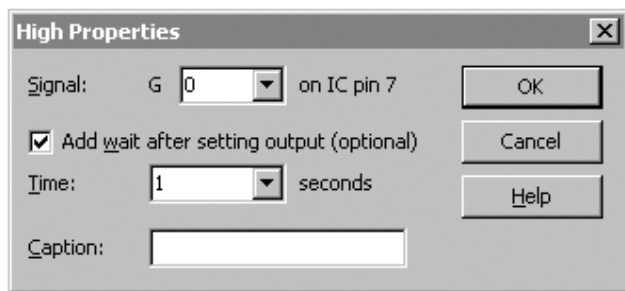 High Properties
Signal: G 0 on IC pin 7
OK
Add wait after setting output (optional)
Cancel
Time: 1 seconds
Help
Caption: